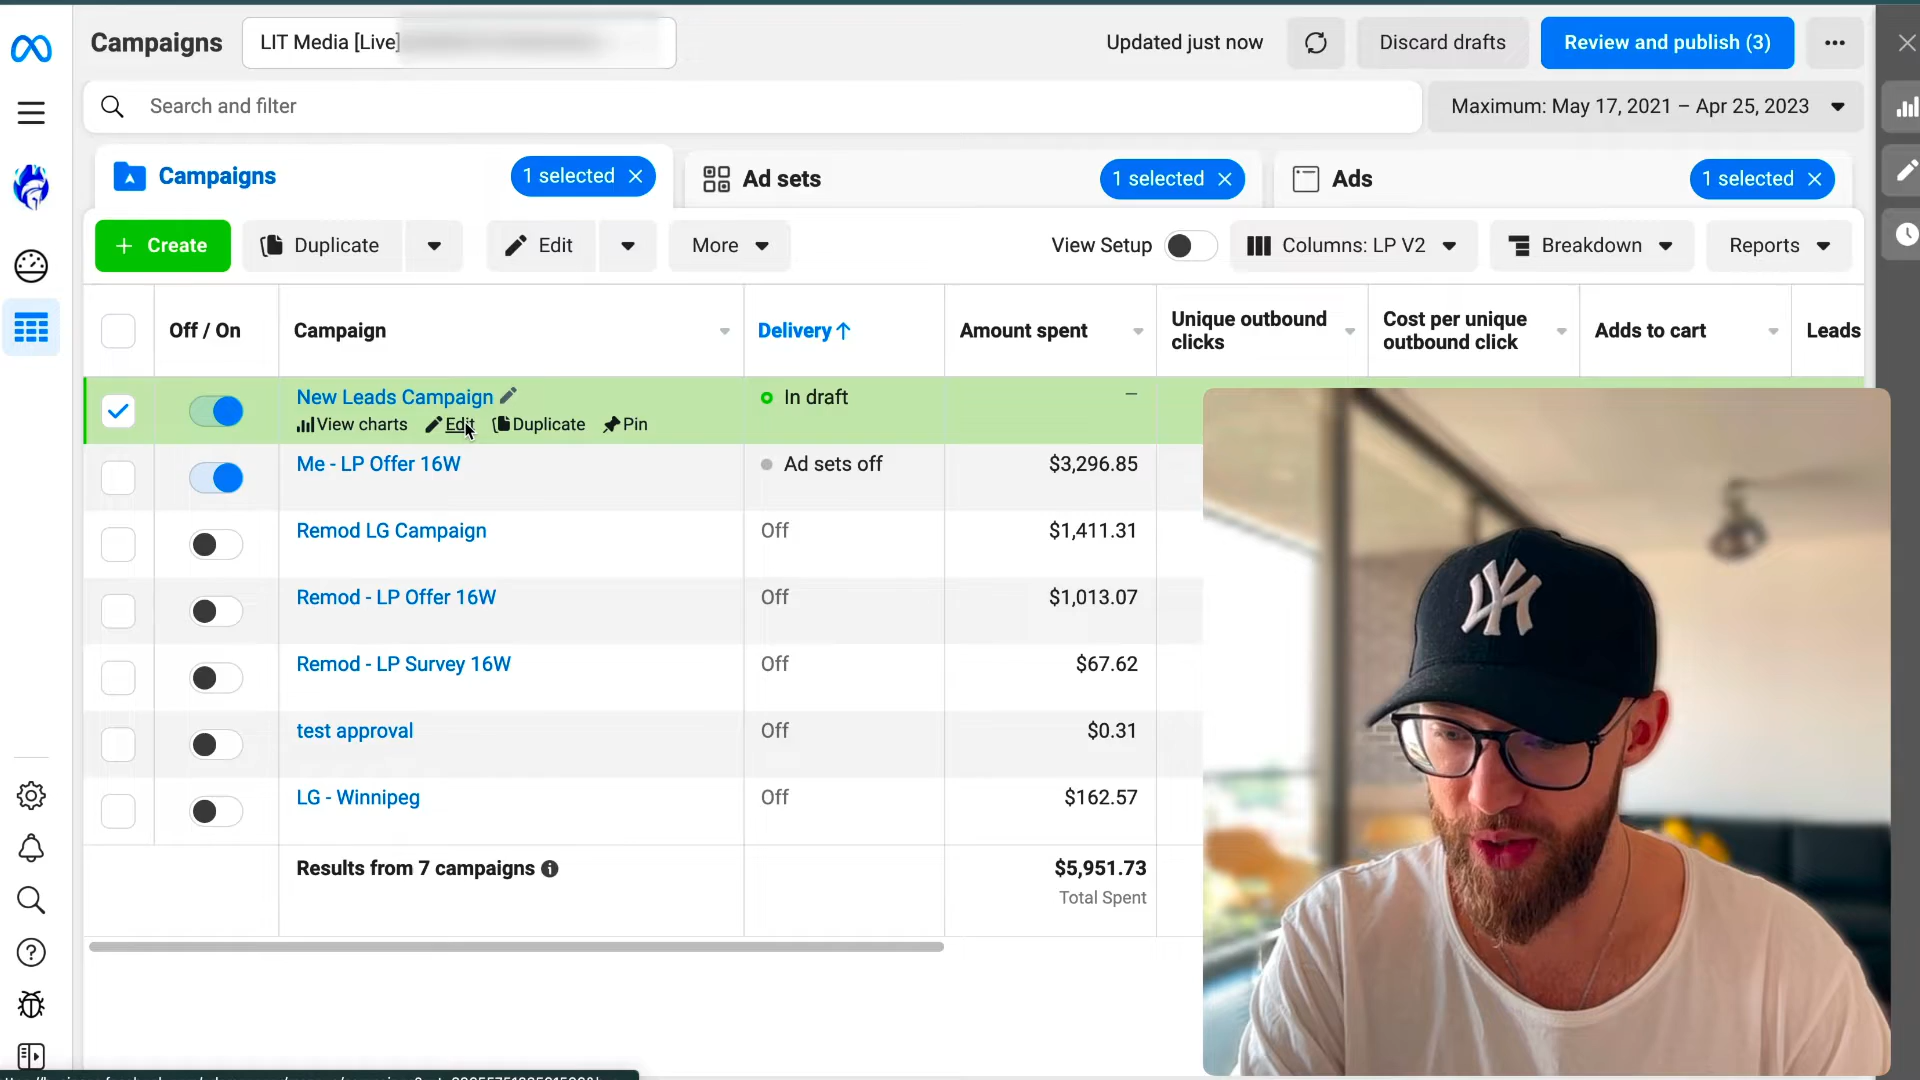 Campaigns
LIT Media [Live]
Updated just now
Discard drafts
Review and publish (3)
Search and filter
Maximum: May 17, 2021 – Apr 25, 2023
Campaigns
1 selected
Ad sets
1 selected
Ads
1 selected
+ Create
Duplicate
Edit
More
View Setup
Columns: LP V2
Breakdown
Reports
Off / On
Campaign
Delivery↑
Amount spent
Unique outbound clicks
Cost per unique outbound click
Adds to cart
Leads
New Leads Campaign
In draft
–
View charts
Edit
Duplicate
Pin
Me - LP Offer 16W
Ad sets off
$3,296.85
Remod LG Campaign
Off
$1,411.31
Remod - LP Offer 16W
Off
$1,013.07
Remod - LP Survey 16W
Off
$67.62
test approval
Off
$0.31
LG - Winnipeg
Off
$162.57
Results from 7 campaigns
$5,951.73
Total Spent
NY